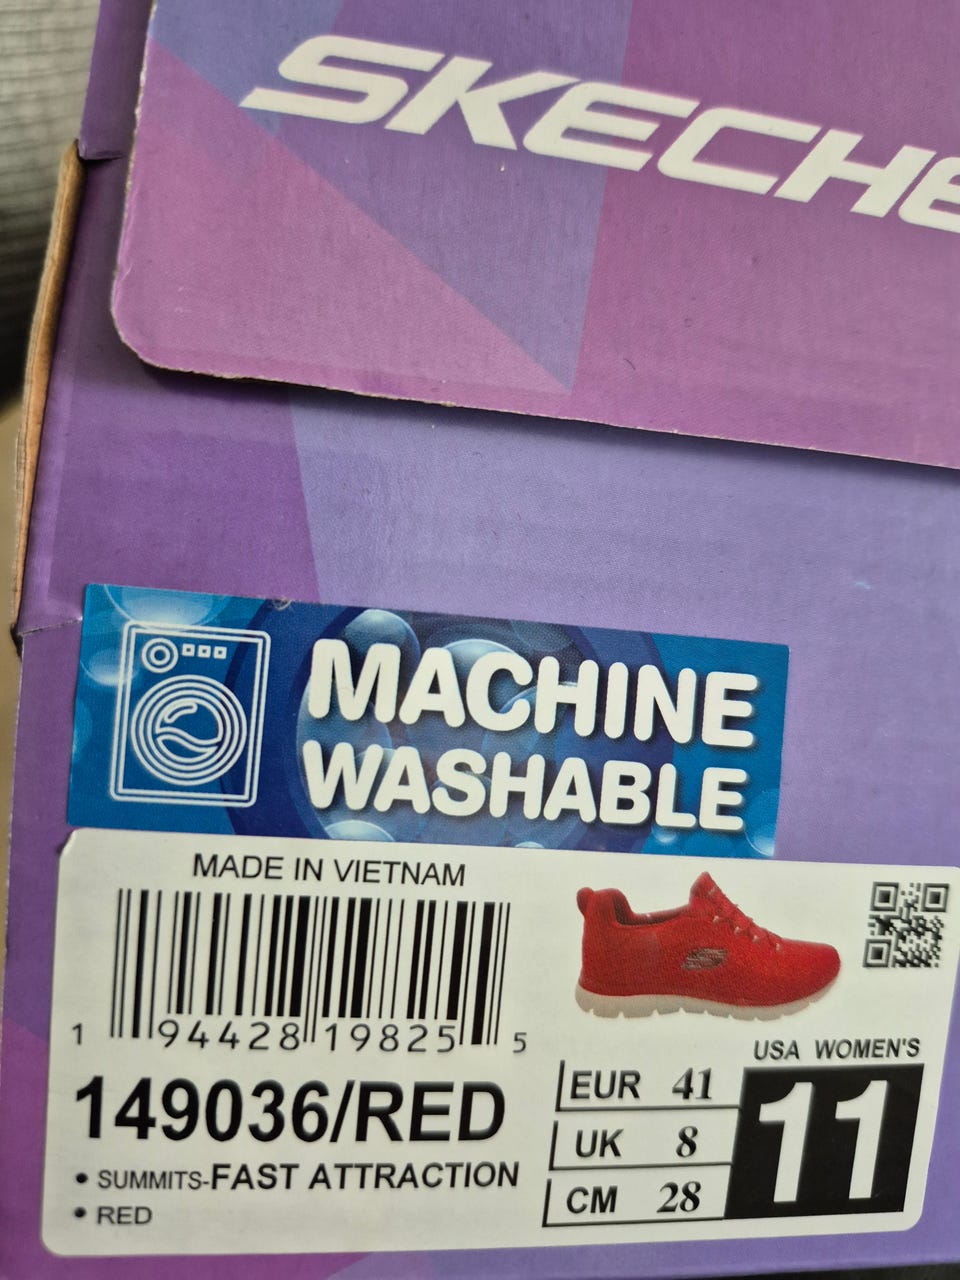 SKECHE
MACHINE
WASHABLE
MADE IN VIETNAM
1 94428 19825 5
149036/RED
• SUMMITS-FAST ATTRACTION
• RED
USA WOMEN'S
11
EUR 41
UK 8
CM 28